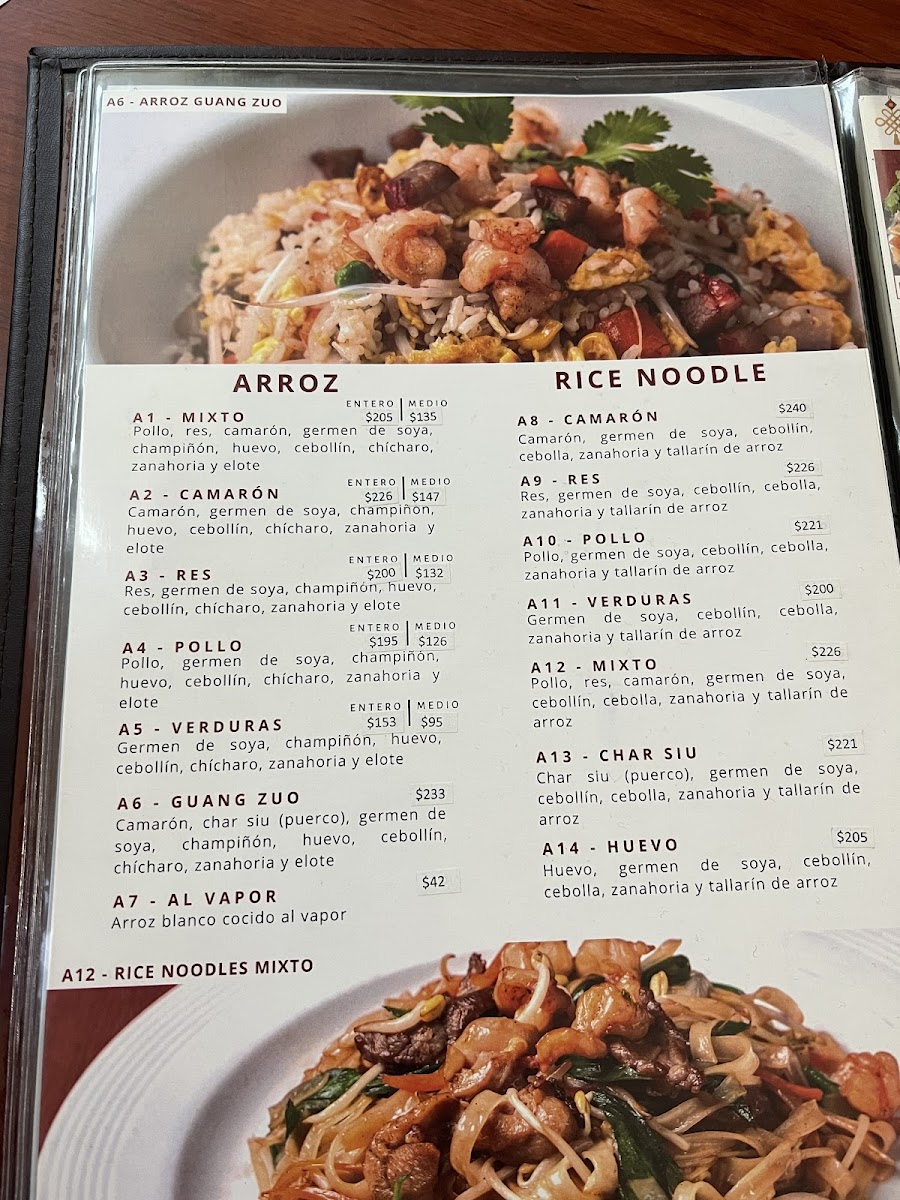 A6 - ARROZ GUANG ZUO
ARROZ
ENTERO | MEDIO
A1 - MIXTO $205 $135
Pollo, res, camarón, germen de soya,
champiñón, huevo, cebollín, chícharo,
zanahoria y elote
ENTERO | MEDIO
A2 - CAMARÓN $226 $147
Camarón, germen de soya, champiñon,
huevo, cebollín, chícharo, zanahoria y
elote
ENTERO | MEDIO
A3 - RES $200 $132
Res, germen de soya, champiñón, huevo,
cebollín, chícharo, zanahoria y elote
ENTERO | MEDIO
A4 - POLLO $195 $126
Pollo, germen de soya, champiñón,
huevo, cebollín, chícharo, zanahoria y
elote
ENTERO | MEDIO
A5 - VERDURAS $153 $95
Germen de soya, champiñón, huevo,
cebollín, chícharo, zanahoria y elote
A6 - GUANG ZUO $233
Camarón, char siu (puerco), germen de
soya, champiñón, huevo, cebollín,
chícharo, zanahoria y elote
A7 - AL VAPOR $42
Arroz blanco cocido al vapor
RICE NOODLE
A8 - CAMARÓN $240
Camarón, germen de soya, cebollín,
cebolla, zanahoria y tallarín de arroz
A9 - RES $226
Res, germen de soya, cebollín, cebolla,
zanahoria y tallarín de arroz
A10 - POLLO $221
Pollo, germen de soya, cebollín, cebolla,
zanahoria y tallarín de arroz
A11 - VERDURAS $200
Germen de soya, cebollín, cebolla,
zanahoria y tallarín de arroz
A12 - MIXTO $226
Pollo, res, camarón, germen de soya,
cebollín, cebolla, zanahoria y tallarín de
arroz
A13 - CHAR SIU $221
Char siu (puerco), germen de soya,
cebollín, cebolla, zanahoria y tallarín de
arroz
A14 - HUEVO $205
Huevo, germen de soya, cebollín,
cebolla, zanahoria y tallarín de arroz
A12 - RICE NOODLES MIXTO